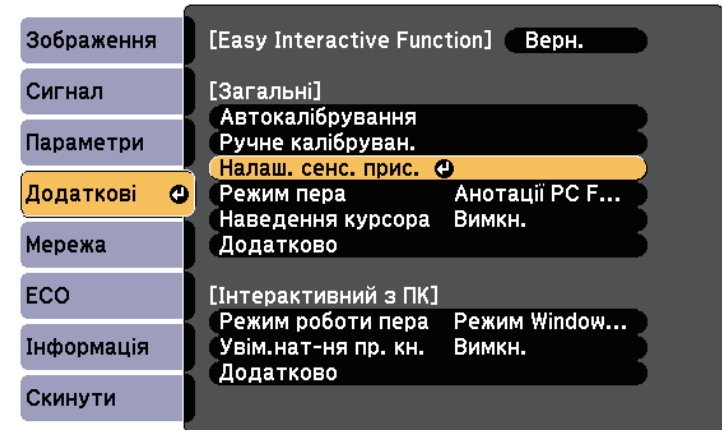 Зображення
Сигнал
Параметри
Додаткові
Мережа
ECO
Інформація
Скинути
[Easy Interactive Function] Верн.
[Загальні]
Автокалібрування
Ручне калібруван.
Налаш. сенс. прис.
Режим пера Анотації PC F...
Наведення курсора Вимкн.
Додатково
[Інтерактивний з ПК]
Режим роботи пера Режим Window...
Увім.нат-ня пр. кн. Вимкн.
Додатково